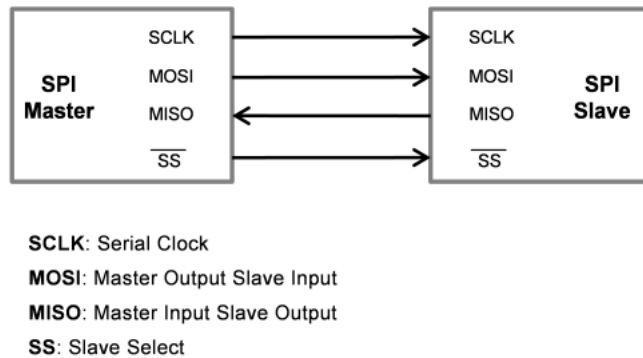 SCLK
SCLK
MOSI
MOSI
SPI
Master
SPI
Slave
MISO
MISO
SS
SS
SCLK: Serial Clock
MOSI: Master Output Slave Input
MISO: Master Input Slave Output
SS: Slave Select